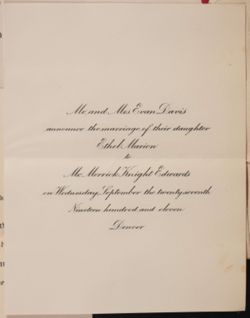 Mr. and Mrs. Evan Davis
announce the marriage of their daughter
Ethel Marion
to
Mr. Merrick Knight Edwards
on Wednesday, September the twenty seventh
Nineteen hundred and eleven
Denver